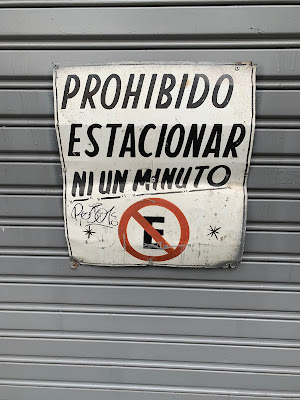 PROHIBIDO
ESTACIONAR
NI UN MINUTO
E